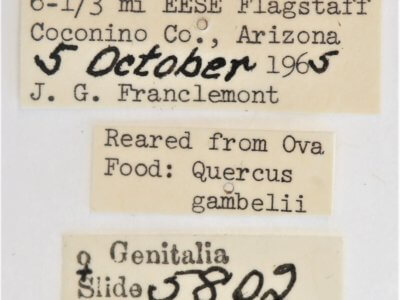 6-1/3 mi EESE Flagstaff
Coconino Co., Arizona
5 October 1965
J. G. Franclemont
Reared from Ova
Food: Quercus
gambelii
♀ Genitalia
Slide 5802